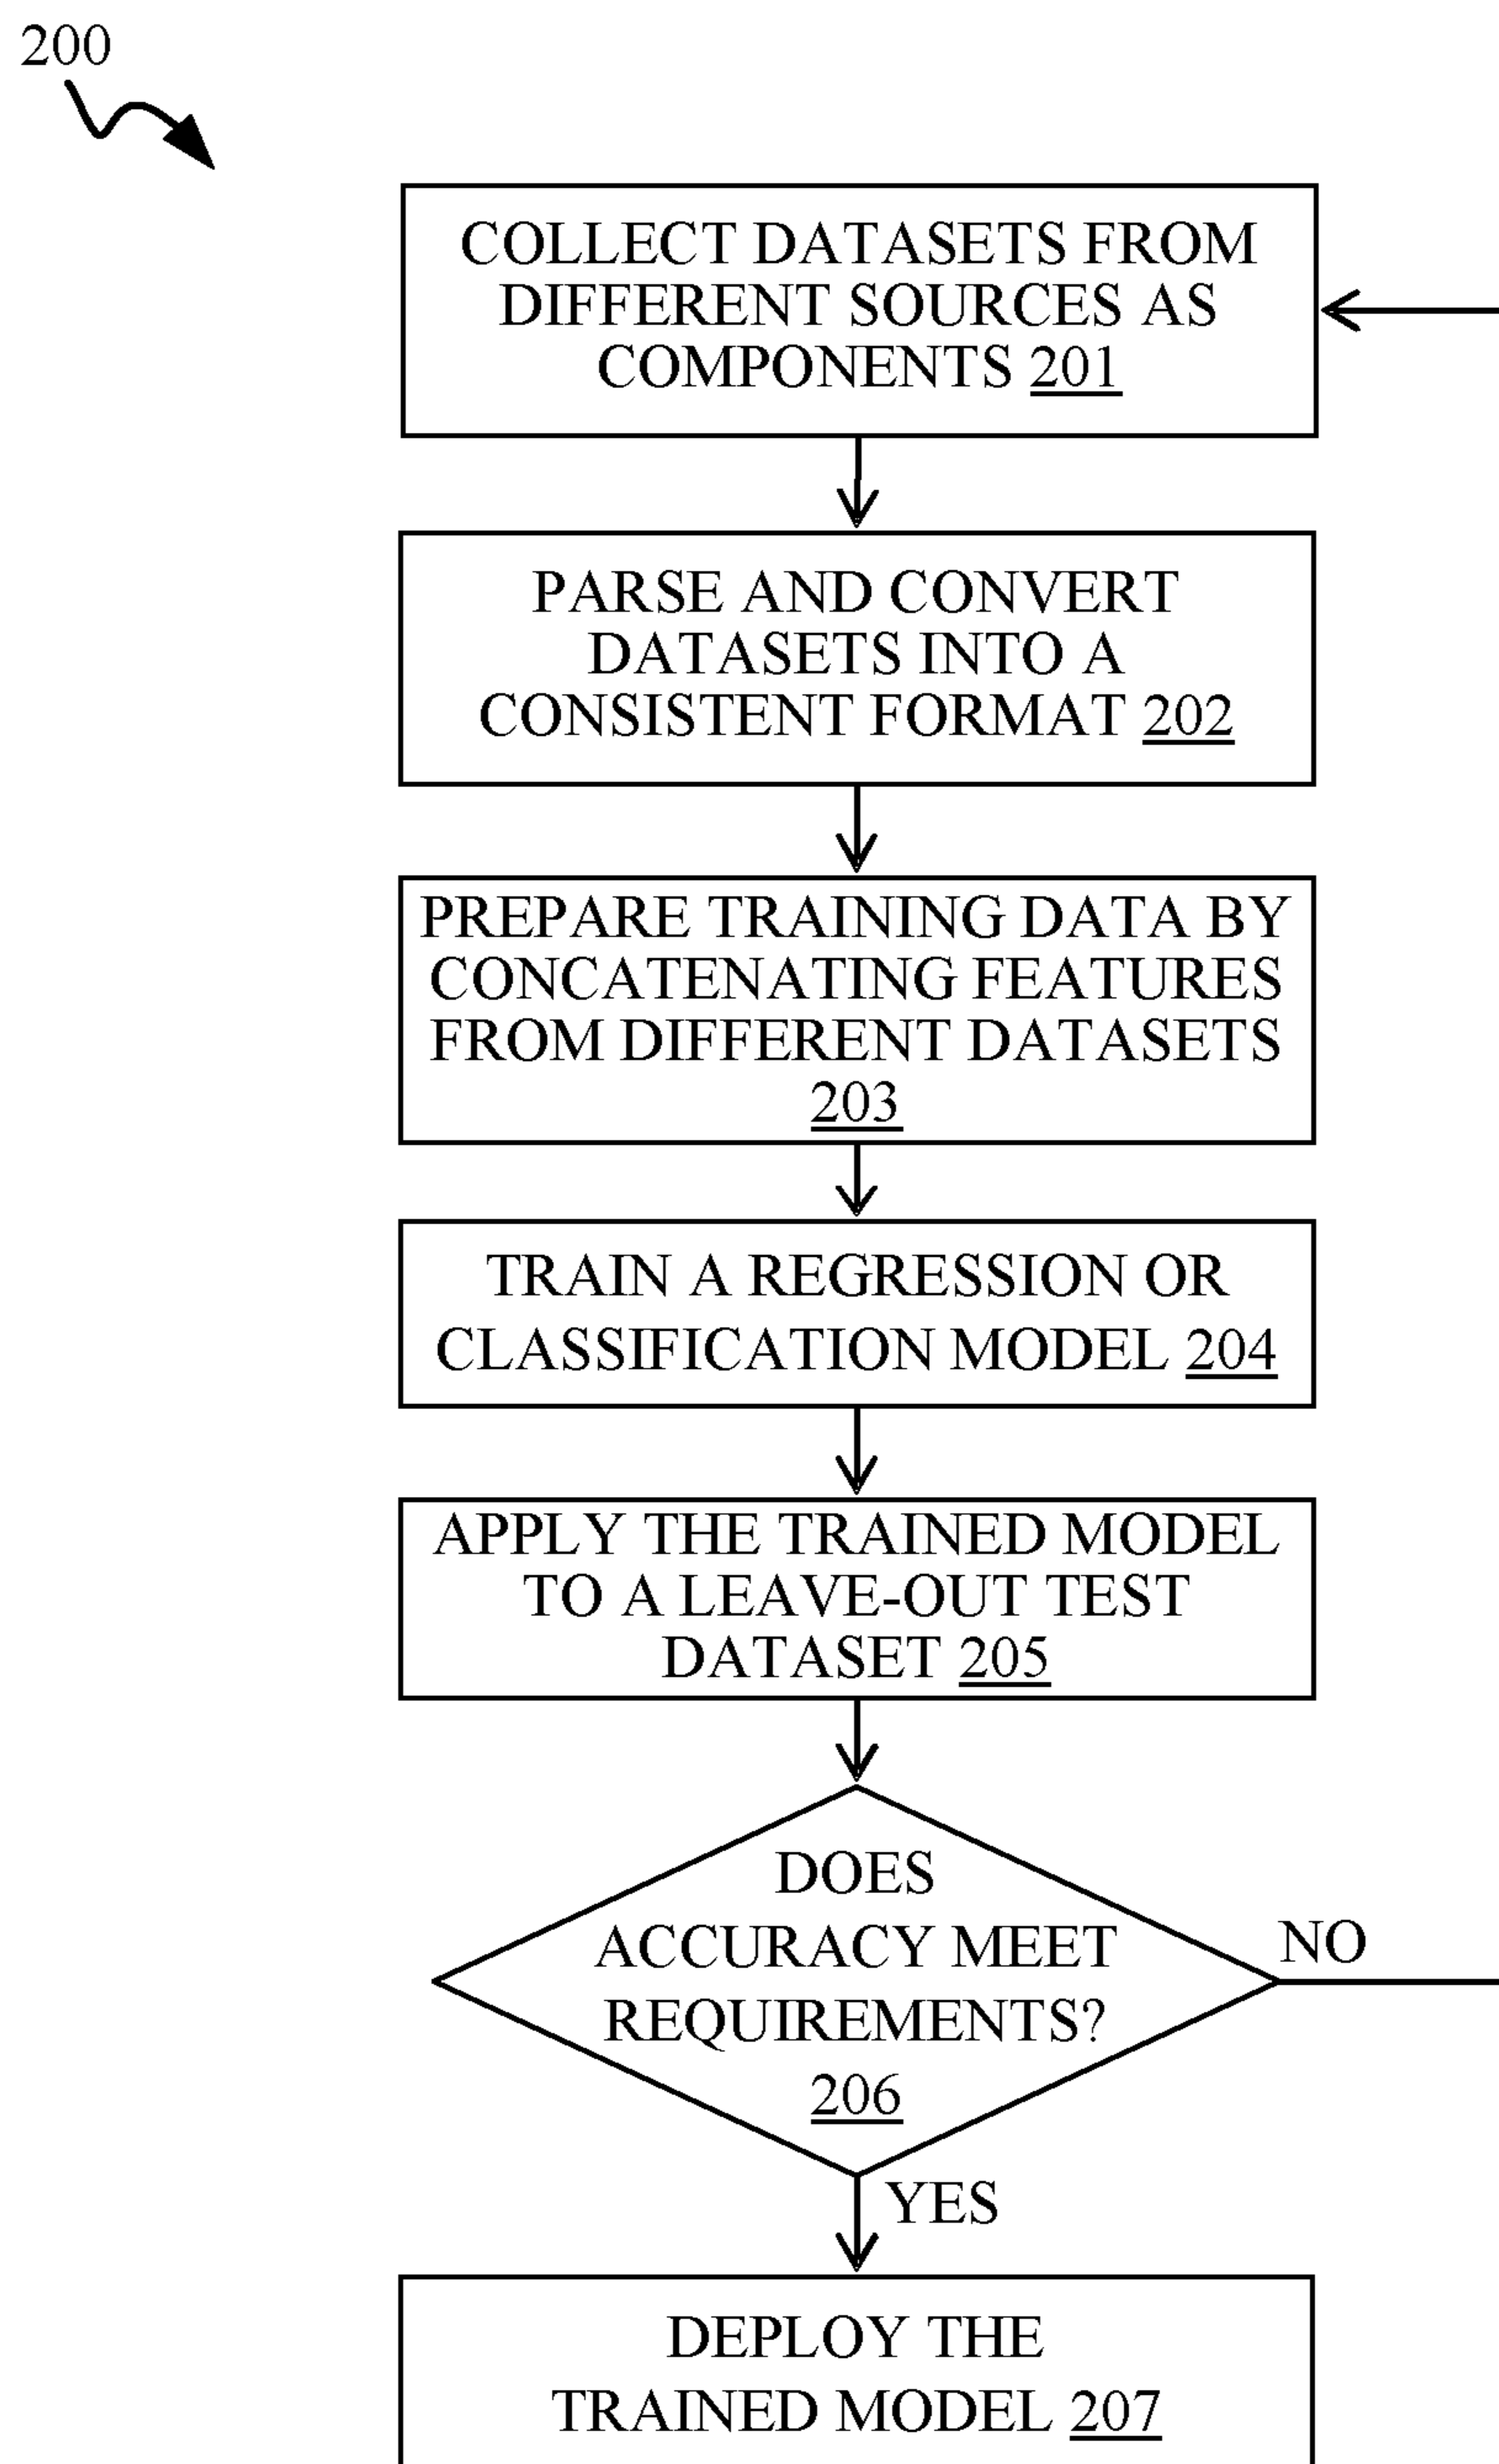 200
COLLECT DATASETS FROM
DIFFERENT SOURCES AS
COMPONENTS 201
PARSE AND CONVERT
DATASETS INTO A
CONSISTENT FORMAT 202
PREPARE TRAINING DATA BY
CONCATENATING FEATURES
FROM DIFFERENT DATASETS
203
TRAIN A REGRESSION OR
CLASSIFICATION MODEL 204
APPLY THE TRAINED MODEL
TO A LEAVE-OUT TEST
DATASET 205
DOES
ACCURACY MEET
REQUIREMENTS?
206
NO
YES
DEPLOY THE
TRAINED MODEL 207